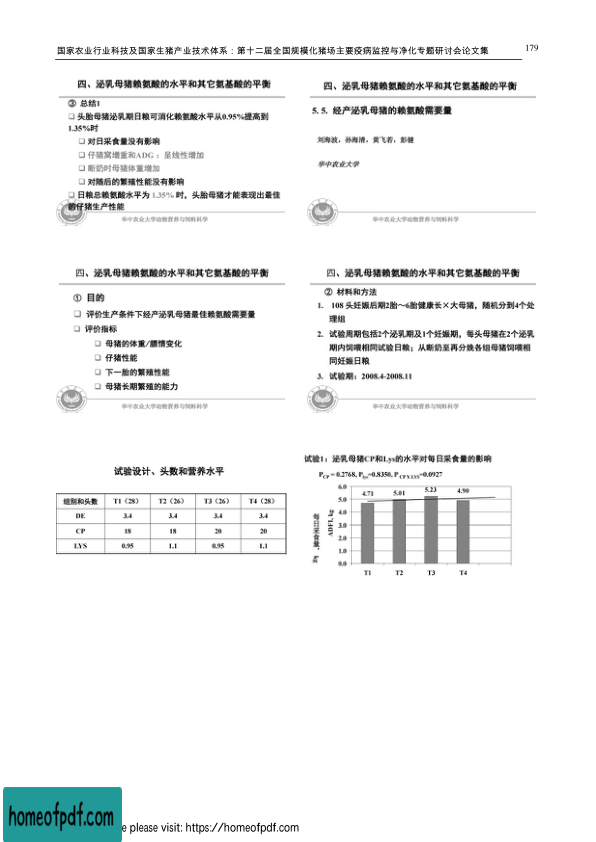 国家农业行业科技及国家生猪产业技术体系：第十二届全国规模化猪场主要疫病监控与净化专题研讨会论文集
179
四、泌乳母猪赖氨酸的水平和其它氨基酸的平衡
③ 总结1
❑ 头胎母猪泌乳期日粮可消化赖氨酸水平从0.95%提高到
1.35%时
❑ 对日采食量没有影响
❑ 仔猪窝增重和ADG：呈线性增加
❑ 断奶时母猪体重增加
❑ 对随后的繁殖性能没有影响
❑ 日粮总赖氨酸水平为 1.35% 时，头胎母猪才能表现出最佳
的仔猪生产性能
华中农业大学动物营养与饲料科学
四、泌乳母猪赖氨酸的水平和其它氨基酸的平衡
5. 5. 经产泌乳母猪的赖氨酸需要量
刘海波，孙海清，黄飞若，彭健
华中农业大学
华中农业大学动物营养与饲料科学
四、泌乳母猪赖氨酸的水平和其它氨基酸的平衡
① 目的
❑ 评价生产条件下经产泌乳母猪最佳赖氨酸需要量
❑ 评价指标
❑ 母猪的体重/膘情变化
❑ 仔猪性能
❑ 下一胎的繁殖性能
❑ 母猪长期繁殖的能力
华中农业大学动物营养与饲料科学
四、泌乳母猪赖氨酸的水平和其它氨基酸的平衡
② 材料和方法
1. 108 头妊娠后期2胎～6胎健康长×大母猪，随机分到4个处
理组
2. 试验周期包括2个泌乳期及1个妊娠期，每头母猪在2个泌乳
期内饲喂相同试验日粮；从断奶至再分娩各组母猪饲喂相
同妊娠日粮
3. 试验期：2008.4-2008.11
华中农业大学动物营养与饲料科学
试验设计、头数和营养水平
组别和头数 T1（28） T2（26） T3（26） T4（28）
DE 3.4 3.4 3.4 3.4
CP 18 18 20 20
LYS 0.95 1.1 0.95 1.1
试验1：泌乳母猪CP和Lys的水平对每日采食量的影响
PCP = 0.2768, Plys=0.8350, P CP X LYS=0.0927
每日采食量，kg
ADFI, kg
6.0
5.0
4.0
3.0
2.0
1.0
0.0
4.71 5.01 5.23 4.90
T1 T2 T3 T4
homeofpdf.com
e please visit: https://homeofpdf.com